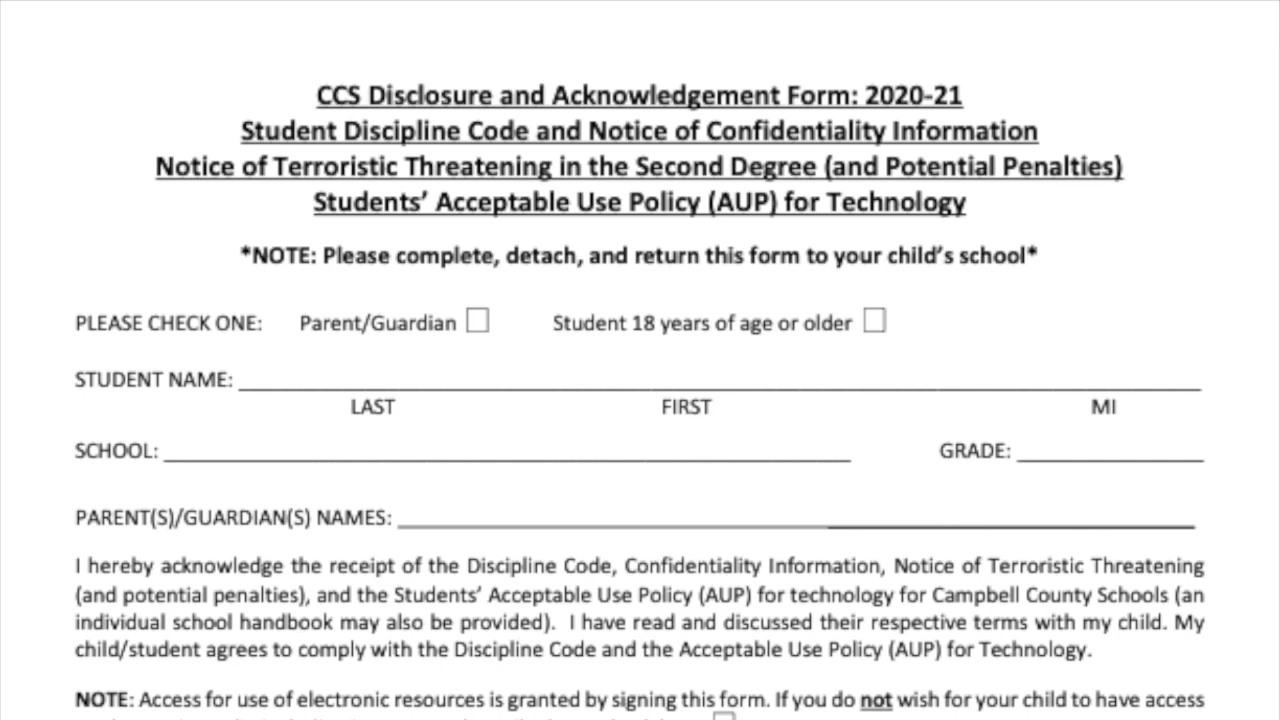 CCS Disclosure and Acknowledgement Form: 2020-21
Student Discipline Code and Notice of Confidentiality Information
Notice of Terroristic Threatening in the Second Degree (and Potential Penalties)
Students’ Acceptable Use Policy (AUP) for Technology
*NOTE: Please complete, detach, and return this form to your child’s school*
PLEASE CHECK ONE: Parent/Guardian Student 18 years of age or older
STUDENT NAME:
LAST FIRST MI
SCHOOL: GRADE:
PARENT(S)/GUARDIAN(S) NAMES:
I hereby acknowledge the receipt of the Discipline Code, Confidentiality Information, Notice of Terroristic Threatening
(and potential penalties), and the Students’ Acceptable Use Policy (AUP) for technology for Campbell County Schools (an
individual school handbook may also be provided). I have read and discussed their respective terms with my child. My
child/student agrees to comply with the Discipline Code and the Acceptable Use Policy (AUP) for Technology.
NOTE: Access for use of electronic resources is granted by signing this form. If you do not wish for your child to have access